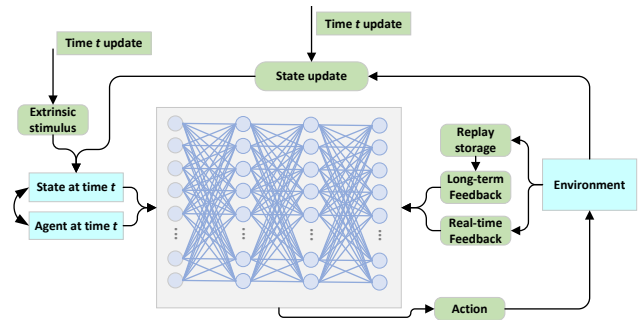 Time t update
Time t update
State update
Extrinsic
stimulus
State at time t
Agent at time t
Replay
storage
Long-term
Feedback
Real-time
Feedback
Environment
Action